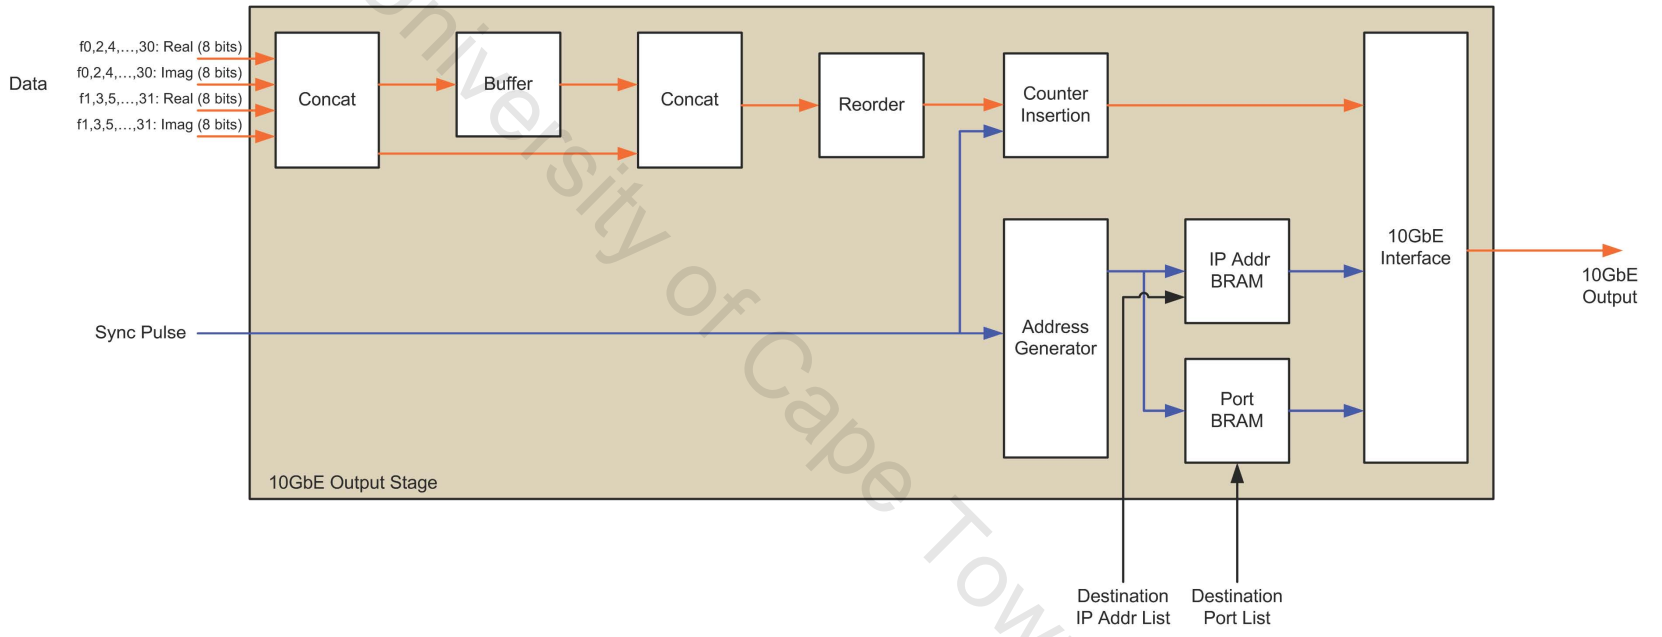 f0,2,4,...,30: Real (8 bits)
f0,2,4,...,30: Imag (8 bits)
Data
f1,3,5,...,31: Real (8 bits)
f1,3,5,...,31: Imag (8 bits)
Concat
Buffer
Concat
Reorder
Counter
Insertion
10GbE
Interface
IP Addr
BRAM
10GbE
Output
Sync Pulse
Address
Generator
Port
BRAM
10GbE Output Stage
Destination
IP Addr List
Destination
Port List
University of Cape Town